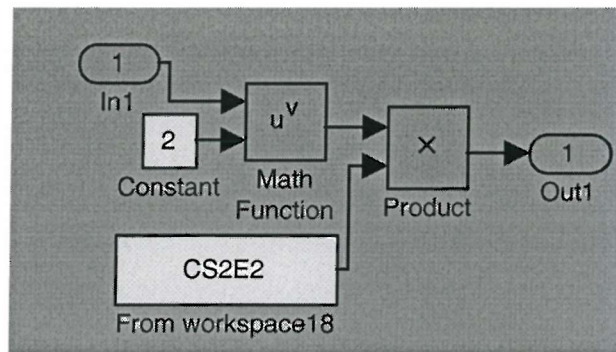 1
In1
2
Constant
u^v
Math
Function
×
Product
1
Out1
CS2E2
From workspace18